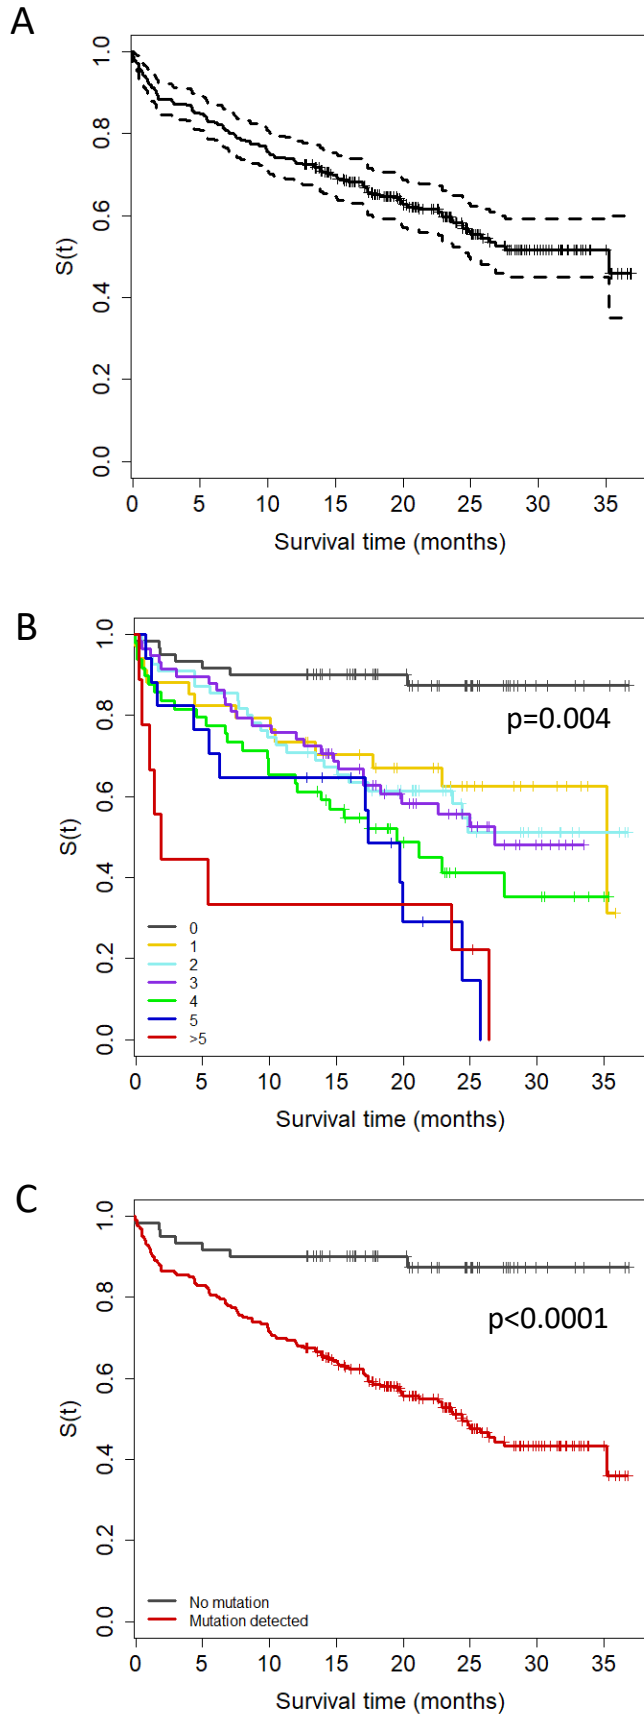 A
1.0
0.8
0.6
0.4
0.2
0.0
S(t)
0 5 10 15 20 25 30 35
Survival time (months)
B
1.0
0.8
0.6
0.4
0.2
0.0
S(t)
p=0.004
0
1
2
3
4
5
>5
0 5 10 15 20 25 30 35
Survival time (months)
C
1.0
0.8
0.6
0.4
0.2
0.0
S(t)
p<0.0001
No mutation
Mutation detected
0 5 10 15 20 25 30 35
Survival time (months)